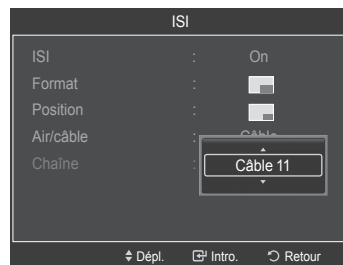 ISI
ISI : On
Format :
Position :
Air/câble : Câble
Chaîne : Câble 11
Dépl. Intro. Retour